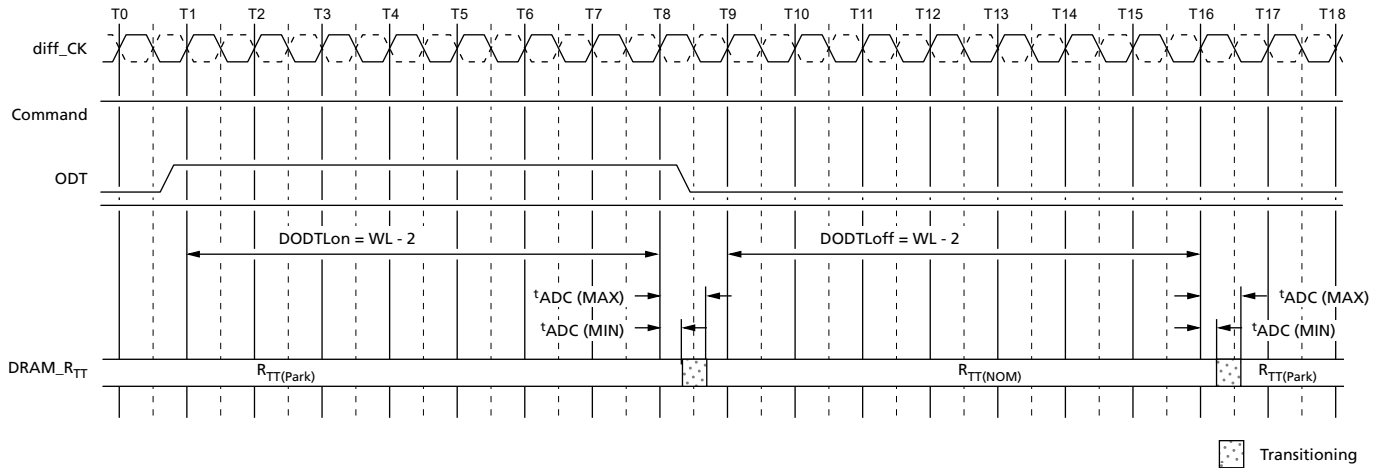 T0 T1 T2 T3 T4 T5 T6 T7 T8 T9 T10 T11 T12 T13 T14 T15 T16 T17 T18
diff_CK
Command
ODT
DODTLon = WL - 2 DODTLoff = WL - 2
tADC (MAX) tADC (MAX)
tADC (MIN) tADC (MIN)
DRAM_RTT RTT(Park) RTT(NOM) RTT(Park)
Transitioning